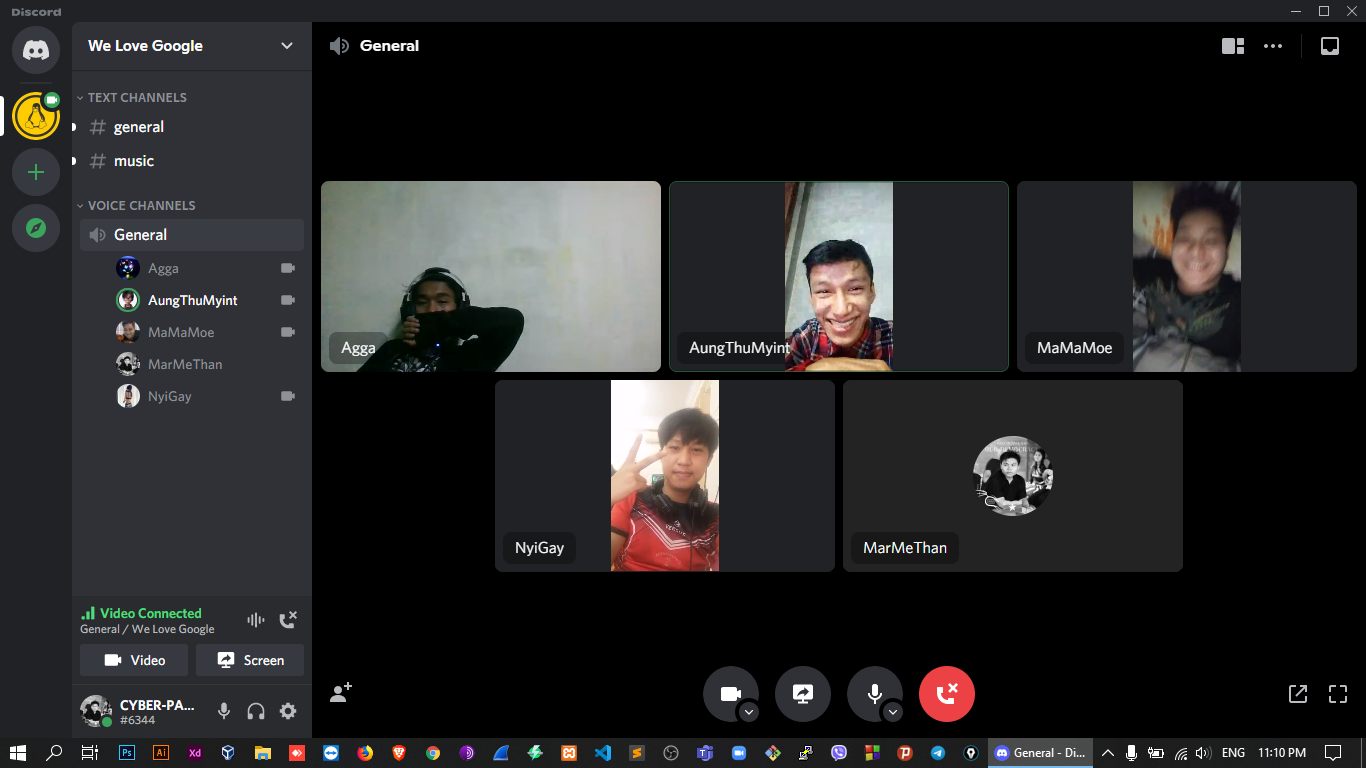 Discord
We Love Google
General
TEXT CHANNELS
general
music
VOICE CHANNELS
General
Agga
AungThuMyint
MaMaMoe
MarMeThan
NyiGay
Agga
AungThuMyint
MaMaMoe
NyiGay
MarMeThan
Video Connected
General / We Love Google
Video
Screen
CYBER-PA...
#6344
Ps
Ai
Xd
General - Di...
ENG
11:10 PM